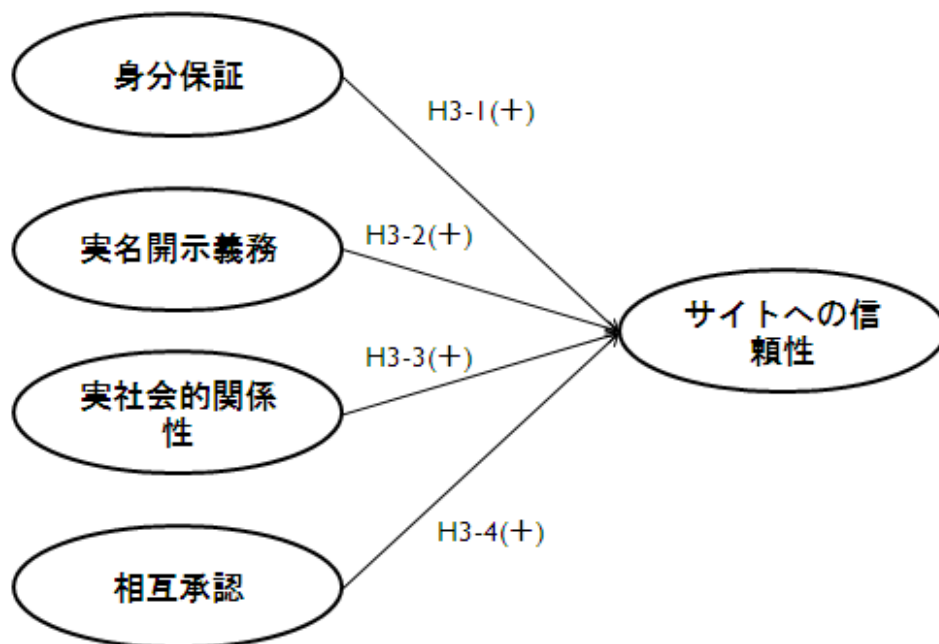 身分保証
H3-1(＋)
実名開示義務
H3-2(＋)
サイトへの信
頼性
実社会的関係
性
H3-3(＋)
H3-4(＋)
相互承認